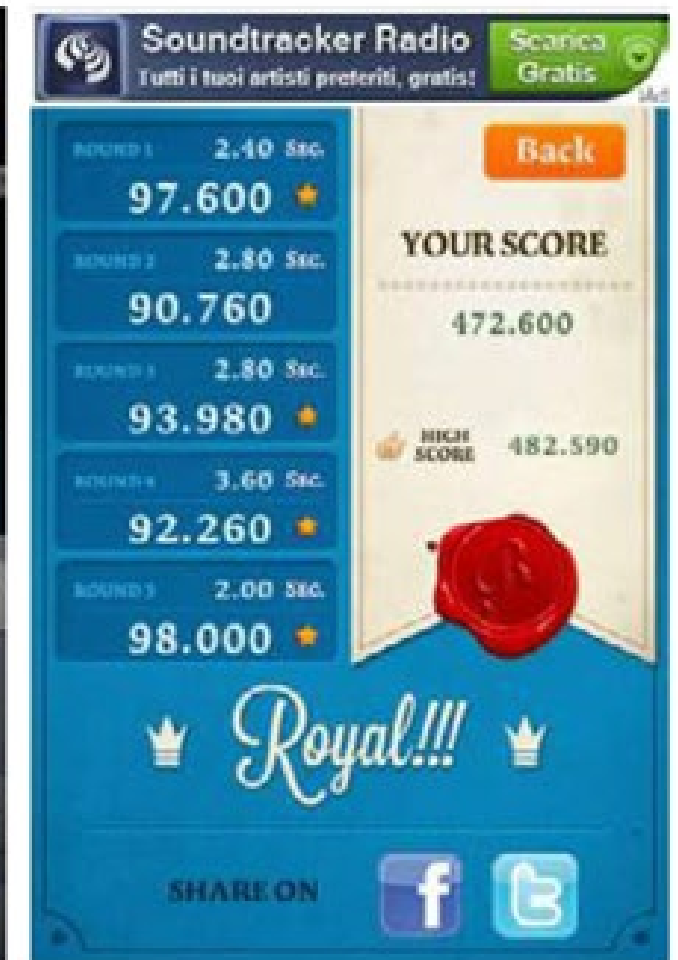 Soundtracker Radio
Tutti i tuoi artisti preferiti, gratis!
Scarica
Gratis
ROUND 1 2.40 SEC.
97.600
ROUND 2 2.80 SEC.
90.760
ROUND 3 2.80 SEC.
93.980
ROUND 4 3.60 SEC.
92.260
ROUND 5 2.00 SEC.
98.000
Back
YOUR SCORE
472.600
HIGH
SCORE
482.590
Royal!!!
SHARE ON